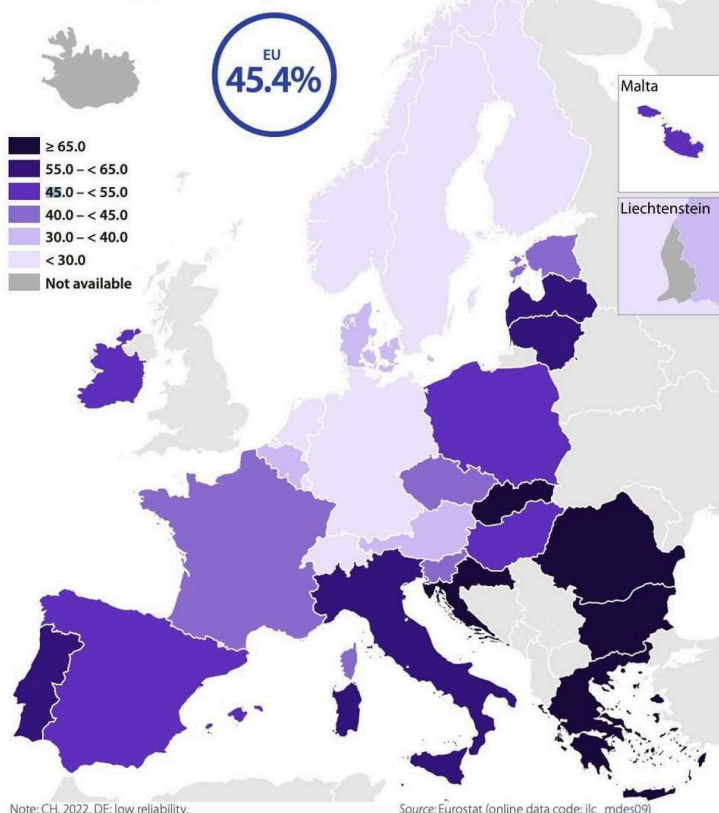 EU
45.4%
Malta
≥ 65.0
55.0 – < 65.0
45.0 – < 55.0
40.0 – < 45.0
30.0 – < 40.0
< 30.0
Not available
Liechtenstein
Note: CH, 2022. DE: low reliability.
Source: Eurostat (online data code: ilc_mdes09)